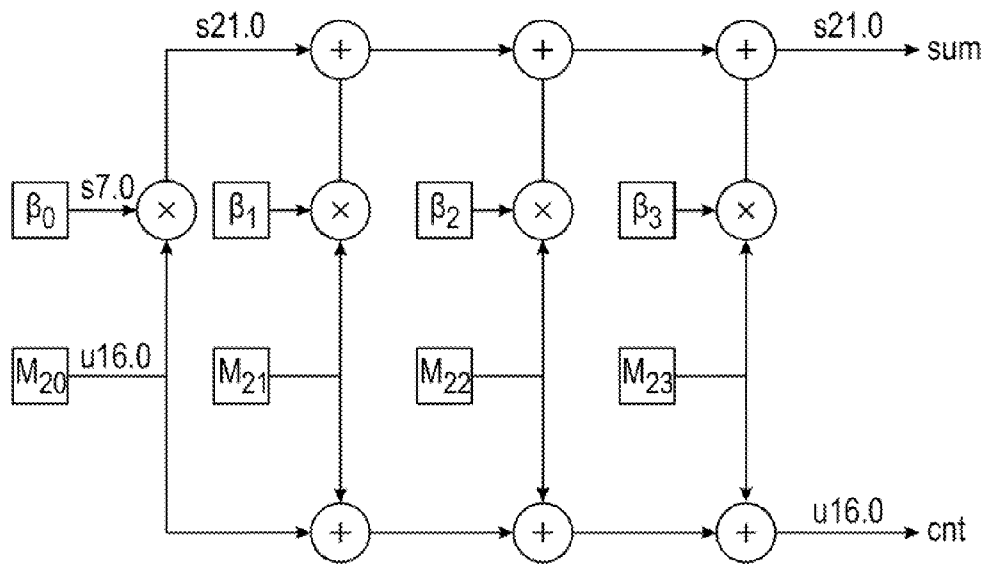 s21.0 + + + s21.0 sum
β₀ s7.0 × β₁ × β₂ × β₃ ×
M₂₀ u16.0 M₂₁ M₂₂ M₂₃
+ + + u16.0 cnt